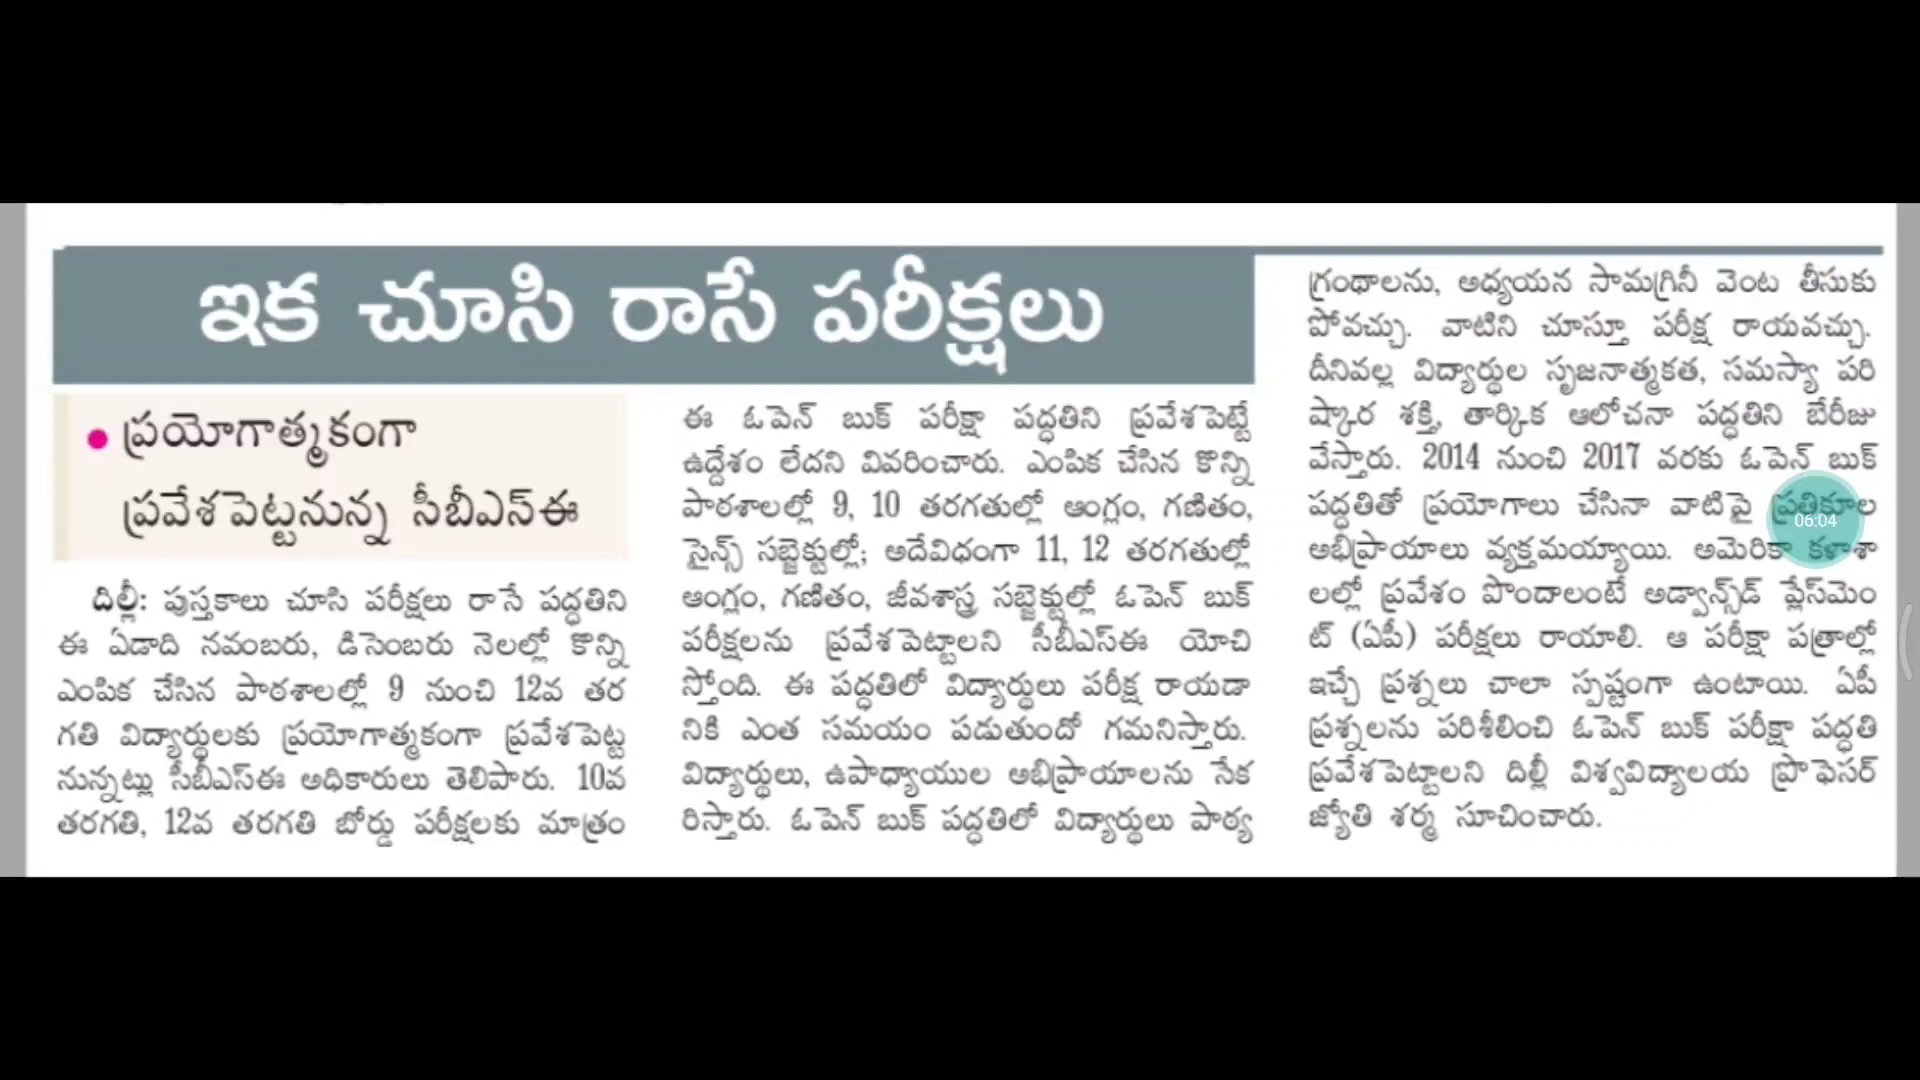 ఇక చూసి రాసే పరీక్షలు
• ప్రయోగాత్మకంగా
ప్రవేశపెట్టనున్న సీబీఎస్ఈ
దిల్లీ: పుస్తకాలు చూసి పరీక్షలు రాసే పద్ధతిని
ఈ ఏడాది నవంబరు, డిసెంబరు నెలల్లో కొన్ని
ఎంపిక చేసిన పాఠశాలల్లో 9 నుంచి 12వ తర
గతి విద్యార్థులకు ప్రయోగాత్మకంగా ప్రవేశపెట్ట
నున్నట్లు సీబీఎస్ఈ అధికారులు తెలిపారు. 10వ
తరగతి, 12వ తరగతి బోర్డు పరీక్షలకు మాత్రం
ఈ ఓపెన్ బుక్ పరీక్షా పద్ధతిని ప్రవేశపెట్టే
ఉద్దేశం లేదని వివరించారు. ఎంపిక చేసిన కొన్ని
పాఠశాలల్లో 9, 10 తరగతుల్లో ఆంగ్లం, గణితం,
సైన్స్ సబ్జెక్టుల్లో; అదేవిధంగా 11, 12 తరగతుల్లో
ఆంగ్లం, గణితం, జీవశాస్త్ర సబ్జెక్టుల్లో ఓపెన్ బుక్
పరీక్షలను ప్రవేశపెట్టాలని సీబీఎస్ఈ యోచి
స్తోంది. ఈ పద్ధతిలో విద్యార్థులు పరీక్ష రాయడా
నికి ఎంత సమయం పడుతుందో గమనిస్తారు.
విద్యార్థులు, ఉపాధ్యాయుల అభిప్రాయాలను సేక
రిస్తారు. ఓపెన్ బుక్ పద్ధతిలో విద్యార్థులు పాఠ్య
గ్రంథాలను, అధ్యయన సామగ్రినీ వెంట తీసుకు
పోవచ్చు. వాటిని చూస్తూ పరీక్ష రాయవచ్చు.
దీనివల్ల విద్యార్థుల సృజనాత్మకత, సమస్యా పరి
ష్కార శక్తి, తార్కిక ఆలోచనా పద్ధతిని బేరీజు
వేస్తారు. 2014 నుంచి 2017 వరకు ఓపెన్ బుక్
పద్ధతితో ప్రయోగాలు చేసినా వాటిపై ప్రతికూల
06:04
అభిప్రాయాలు వ్యక్తమయ్యాయి. అమెరికా కళాశా
లల్లో ప్రవేశం పొందాలంటే అడ్వాన్స్‌డ్ ప్లేస్‌మెం
ట్ (ఏపీ) పరీక్షలు రాయాలి. ఆ పరీక్షా పత్రాల్లో
ఇచ్చే ప్రశ్నలు చాలా స్పష్టంగా ఉంటాయి. ఏపీ
ప్రశ్నలను పరిశీలించి ఓపెన్ బుక్ పరీక్షా పద్ధతి
ప్రవేశపెట్టాలని దిల్లీ విశ్వవిద్యాలయ ప్రొఫెసర్
జ్యోతి శర్మ సూచించారు.